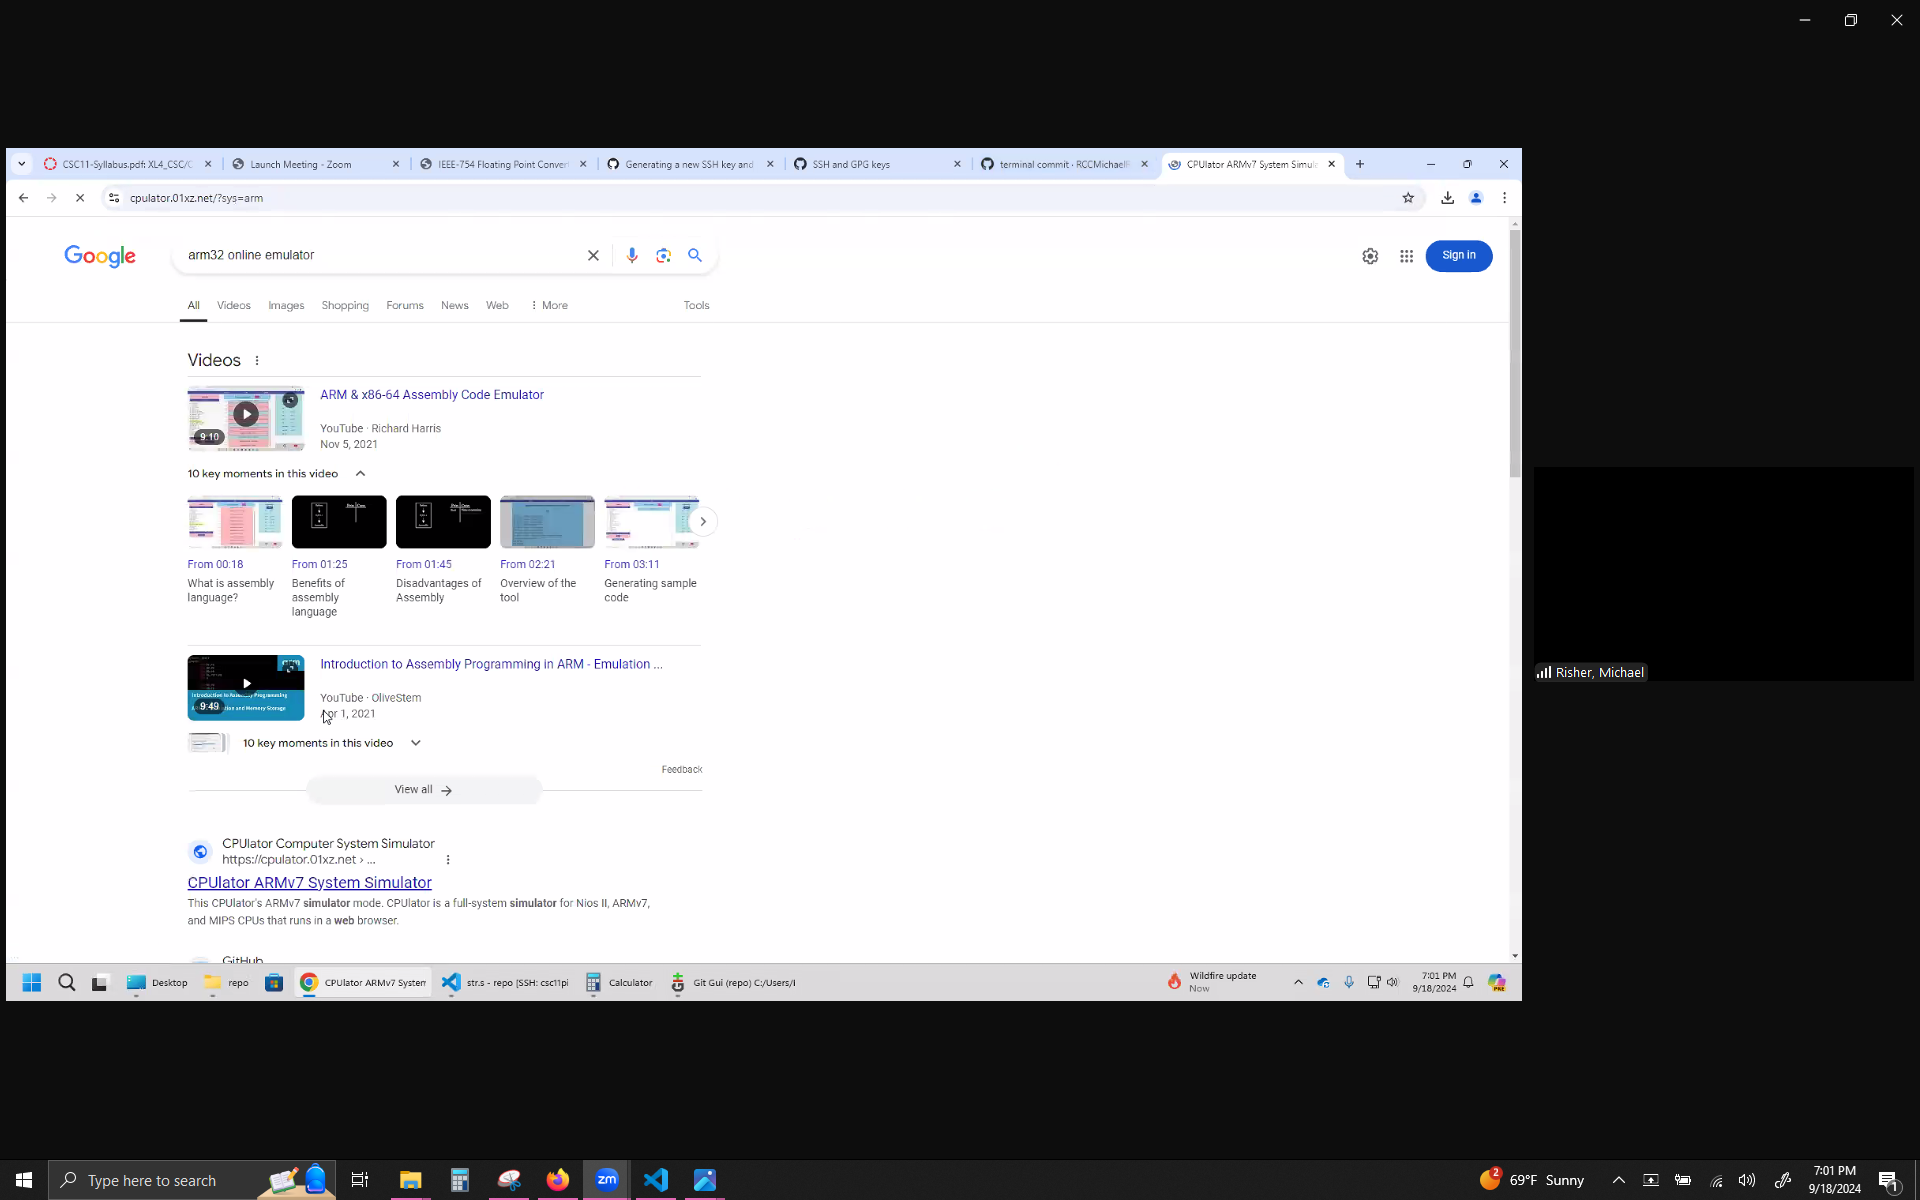 CSC11-Syllabus.pdf: XL4_CSC/C
Launch Meeting - Zoom
IEEE-754 Floating Point Conver
Generating a new SSH key and
SSH and GPG keys
terminal commit · RCCMichaelR
CPUlator ARMv7 System Simula
cpulator.01xz.net/?sys=arm
Google
arm32 online emulator
Sign in
All Videos Images Shopping Forums News Web More Tools
Videos
ARM & x86-64 Assembly Code Emulator
YouTube · Richard Harris
Nov 5, 2021
9:10
10 key moments in this video
From 00:18
What is assembly
language?
From 01:25
Benefits of
assembly
language
From 01:45
Disadvantages of
Assembly
From 02:21
Overview of the
tool
From 03:11
Generating sample
code
Introduction to Assembly Programming in ARM - Emulation ...
YouTube · OliveStem
Apr 1, 2021
Introduction to Assembly Programming
9:49
10 key moments in this video
Feedback
View all
CPUlator Computer System Simulator
https://cpulator.01xz.net › ...
CPUlator ARMv7 System Simulator
This CPUlator's ARMv7 simulator mode. CPUlator is a full-system simulator for Nios II, ARMv7,
and MIPS CPUs that runs in a web browser.
GitHub
Desktop
repo
CPUlator ARMv7 System
str.s - repo [SSH: csc11pi
Calculator
Git Gui (repo) C:/Users/I
Wildfire update
Now
7:01 PM
9/18/2024
PRE
Risher, Michael
Type here to search
zm
2
69°F Sunny
7:01 PM
9/18/2024
1